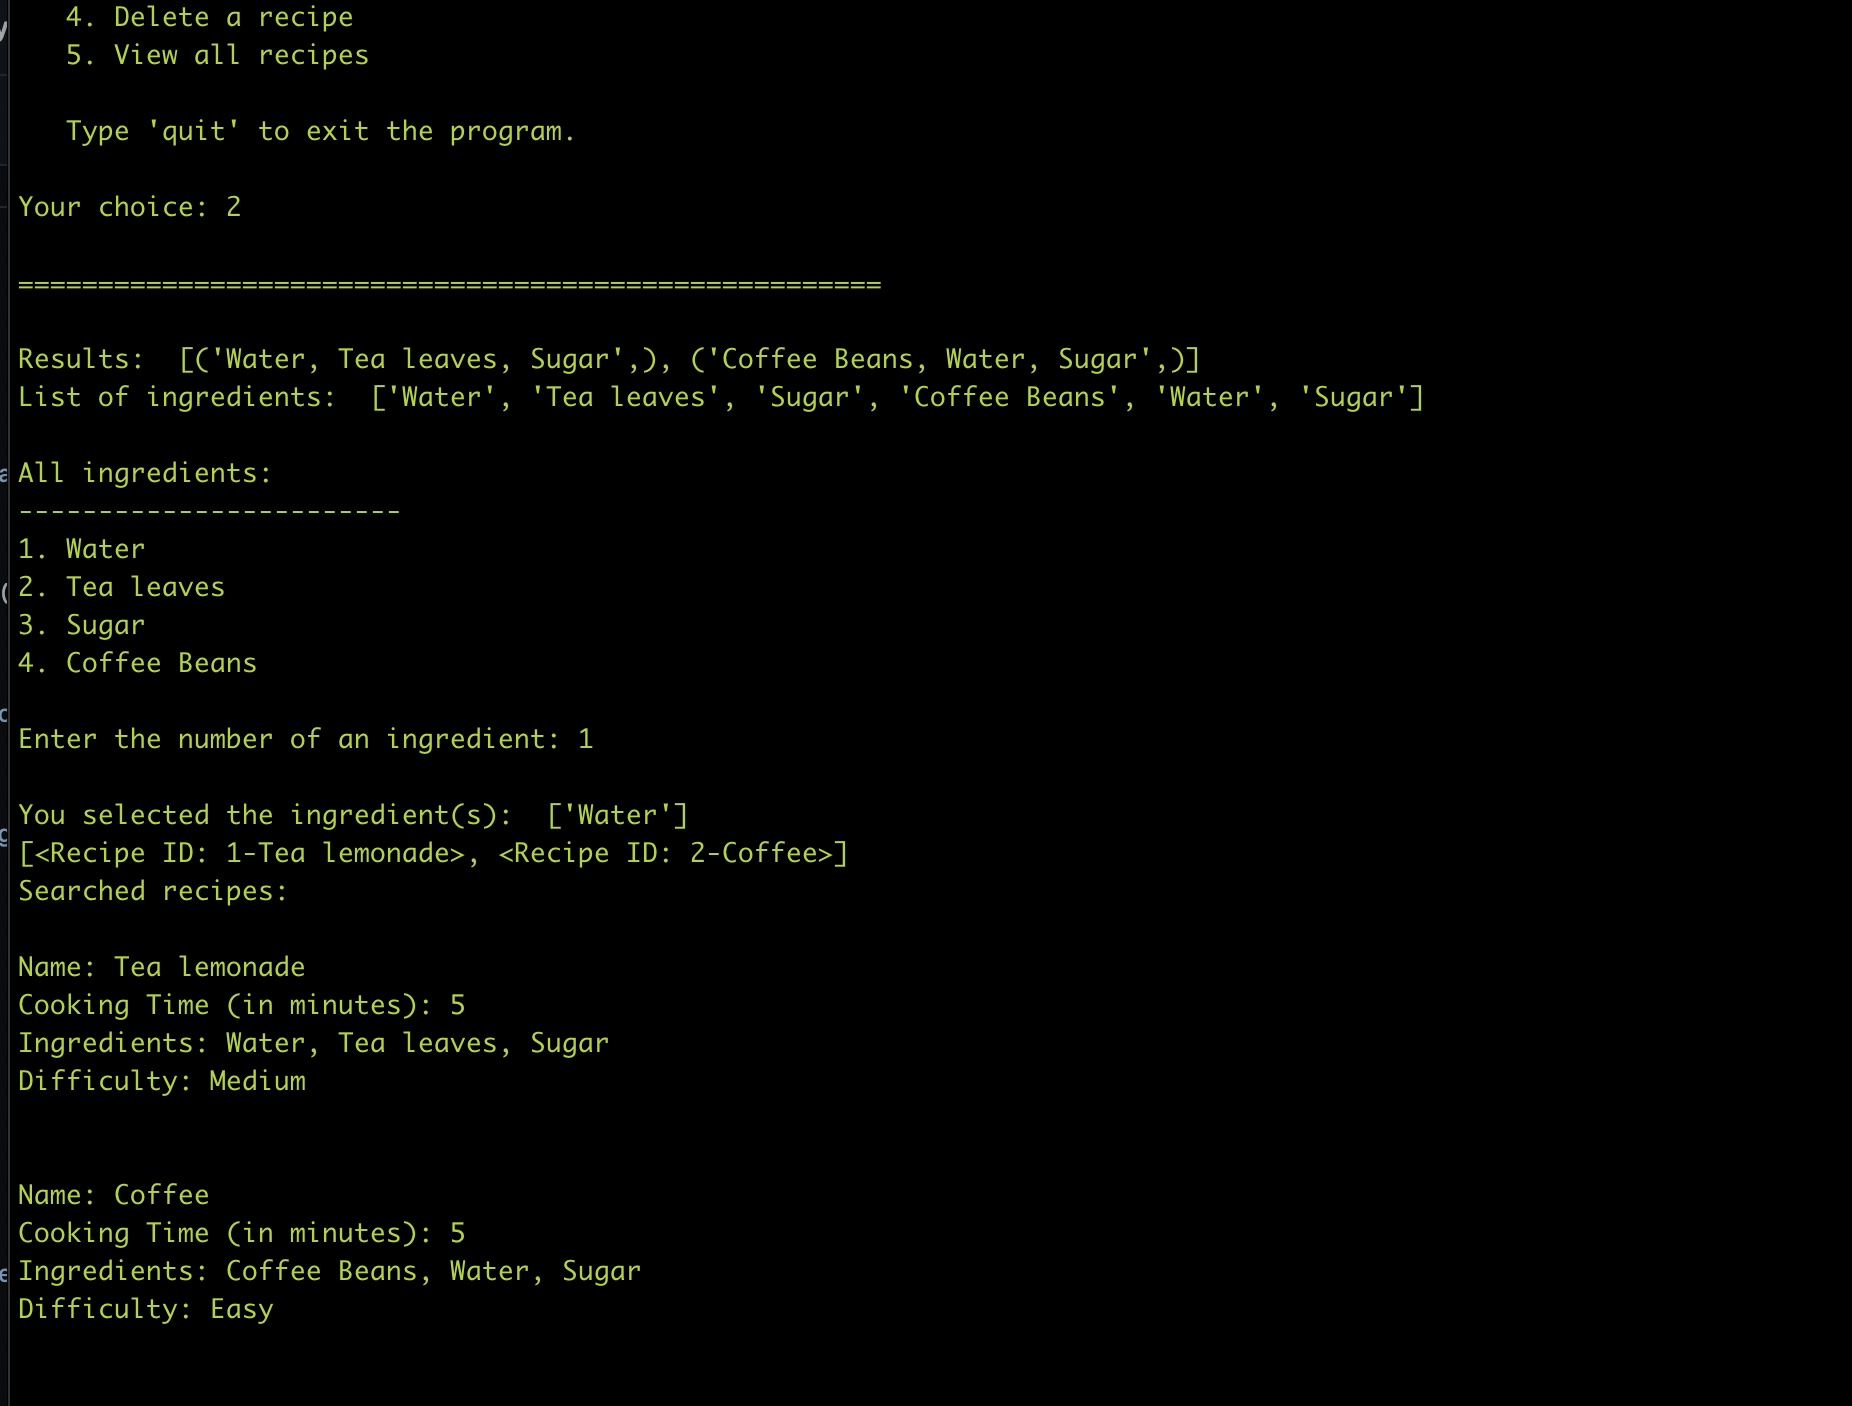 4. Delete a recipe
5. View all recipes
Type 'quit' to exit the program.
Your choice: 2
======================================================
Results:  [('Water, Tea leaves, Sugar',), ('Coffee Beans, Water, Sugar',)]
List of ingredients:  ['Water', 'Tea leaves', 'Sugar', 'Coffee Beans', 'Water', 'Sugar']
All ingredients:
------------------------
1. Water
2. Tea leaves
3. Sugar
4. Coffee Beans
Enter the number of an ingredient: 1
You selected the ingredient(s):  ['Water']
[<Recipe ID: 1-Tea lemonade>, <Recipe ID: 2-Coffee>]
Searched recipes:
Name: Tea lemonade
Cooking Time (in minutes): 5
Ingredients: Water, Tea leaves, Sugar
Difficulty: Medium
Name: Coffee
Cooking Time (in minutes): 5
Ingredients: Coffee Beans, Water, Sugar
Difficulty: Easy